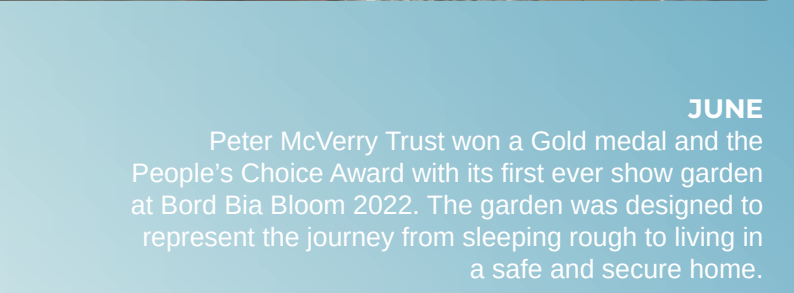 JUNE
Peter McVerry Trust won a Gold medal and the
People’s Choice Award with its first ever show garden
at Bord Bia Bloom 2022. The garden was designed to
represent the journey from sleeping rough to living in
a safe and secure home.